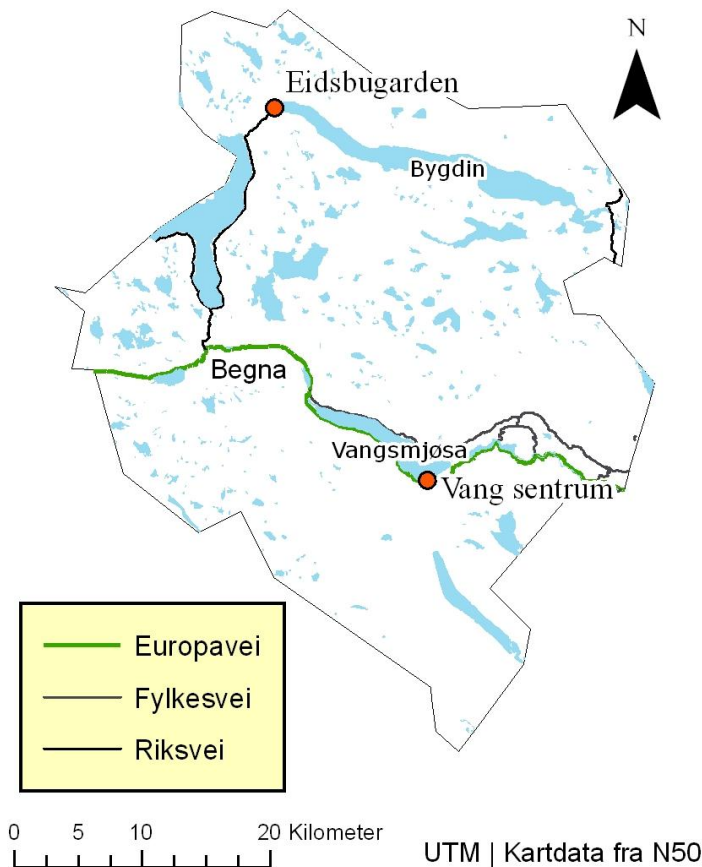 N
Eidsbugarden
Bygdin
Begna
Vangsmjøsa
Vang sentrum
Europavei
Fylkesvei
Riksvei
0 5 10 20 Kilometer
UTM | Kartdata fra N50